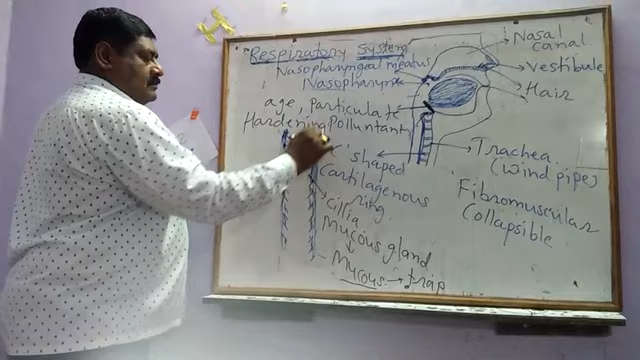 Respiratory System
Nasopharyngeal meatus
Nasopharynx
age, particulate
Hardening, Polluntant
'C' shaped
Cartilagenous
ring
Cillia
Mucous gland
Mucous → trap
Nasal
canal
Vestibule
Hair
Trachea
(Wind pipe)
Fibromuscular
Collapsible